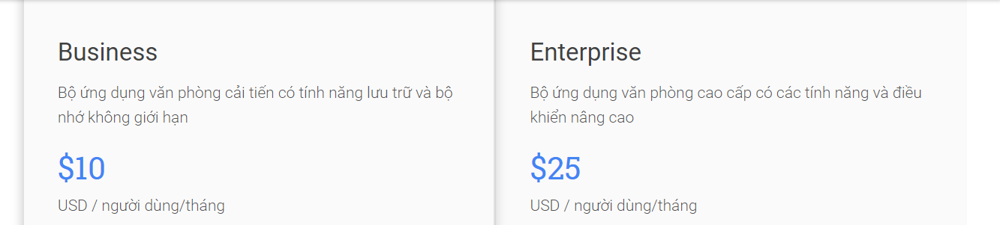 Business
Bộ ứng dụng văn phòng cải tiến có tính năng lưu trữ và bộ
nhớ không giới hạn
$10
USD / người dùng/tháng
Enterprise
Bộ ứng dụng văn phòng cao cấp có các tính năng và điều
khiển nâng cao
$25
USD / người dùng/tháng